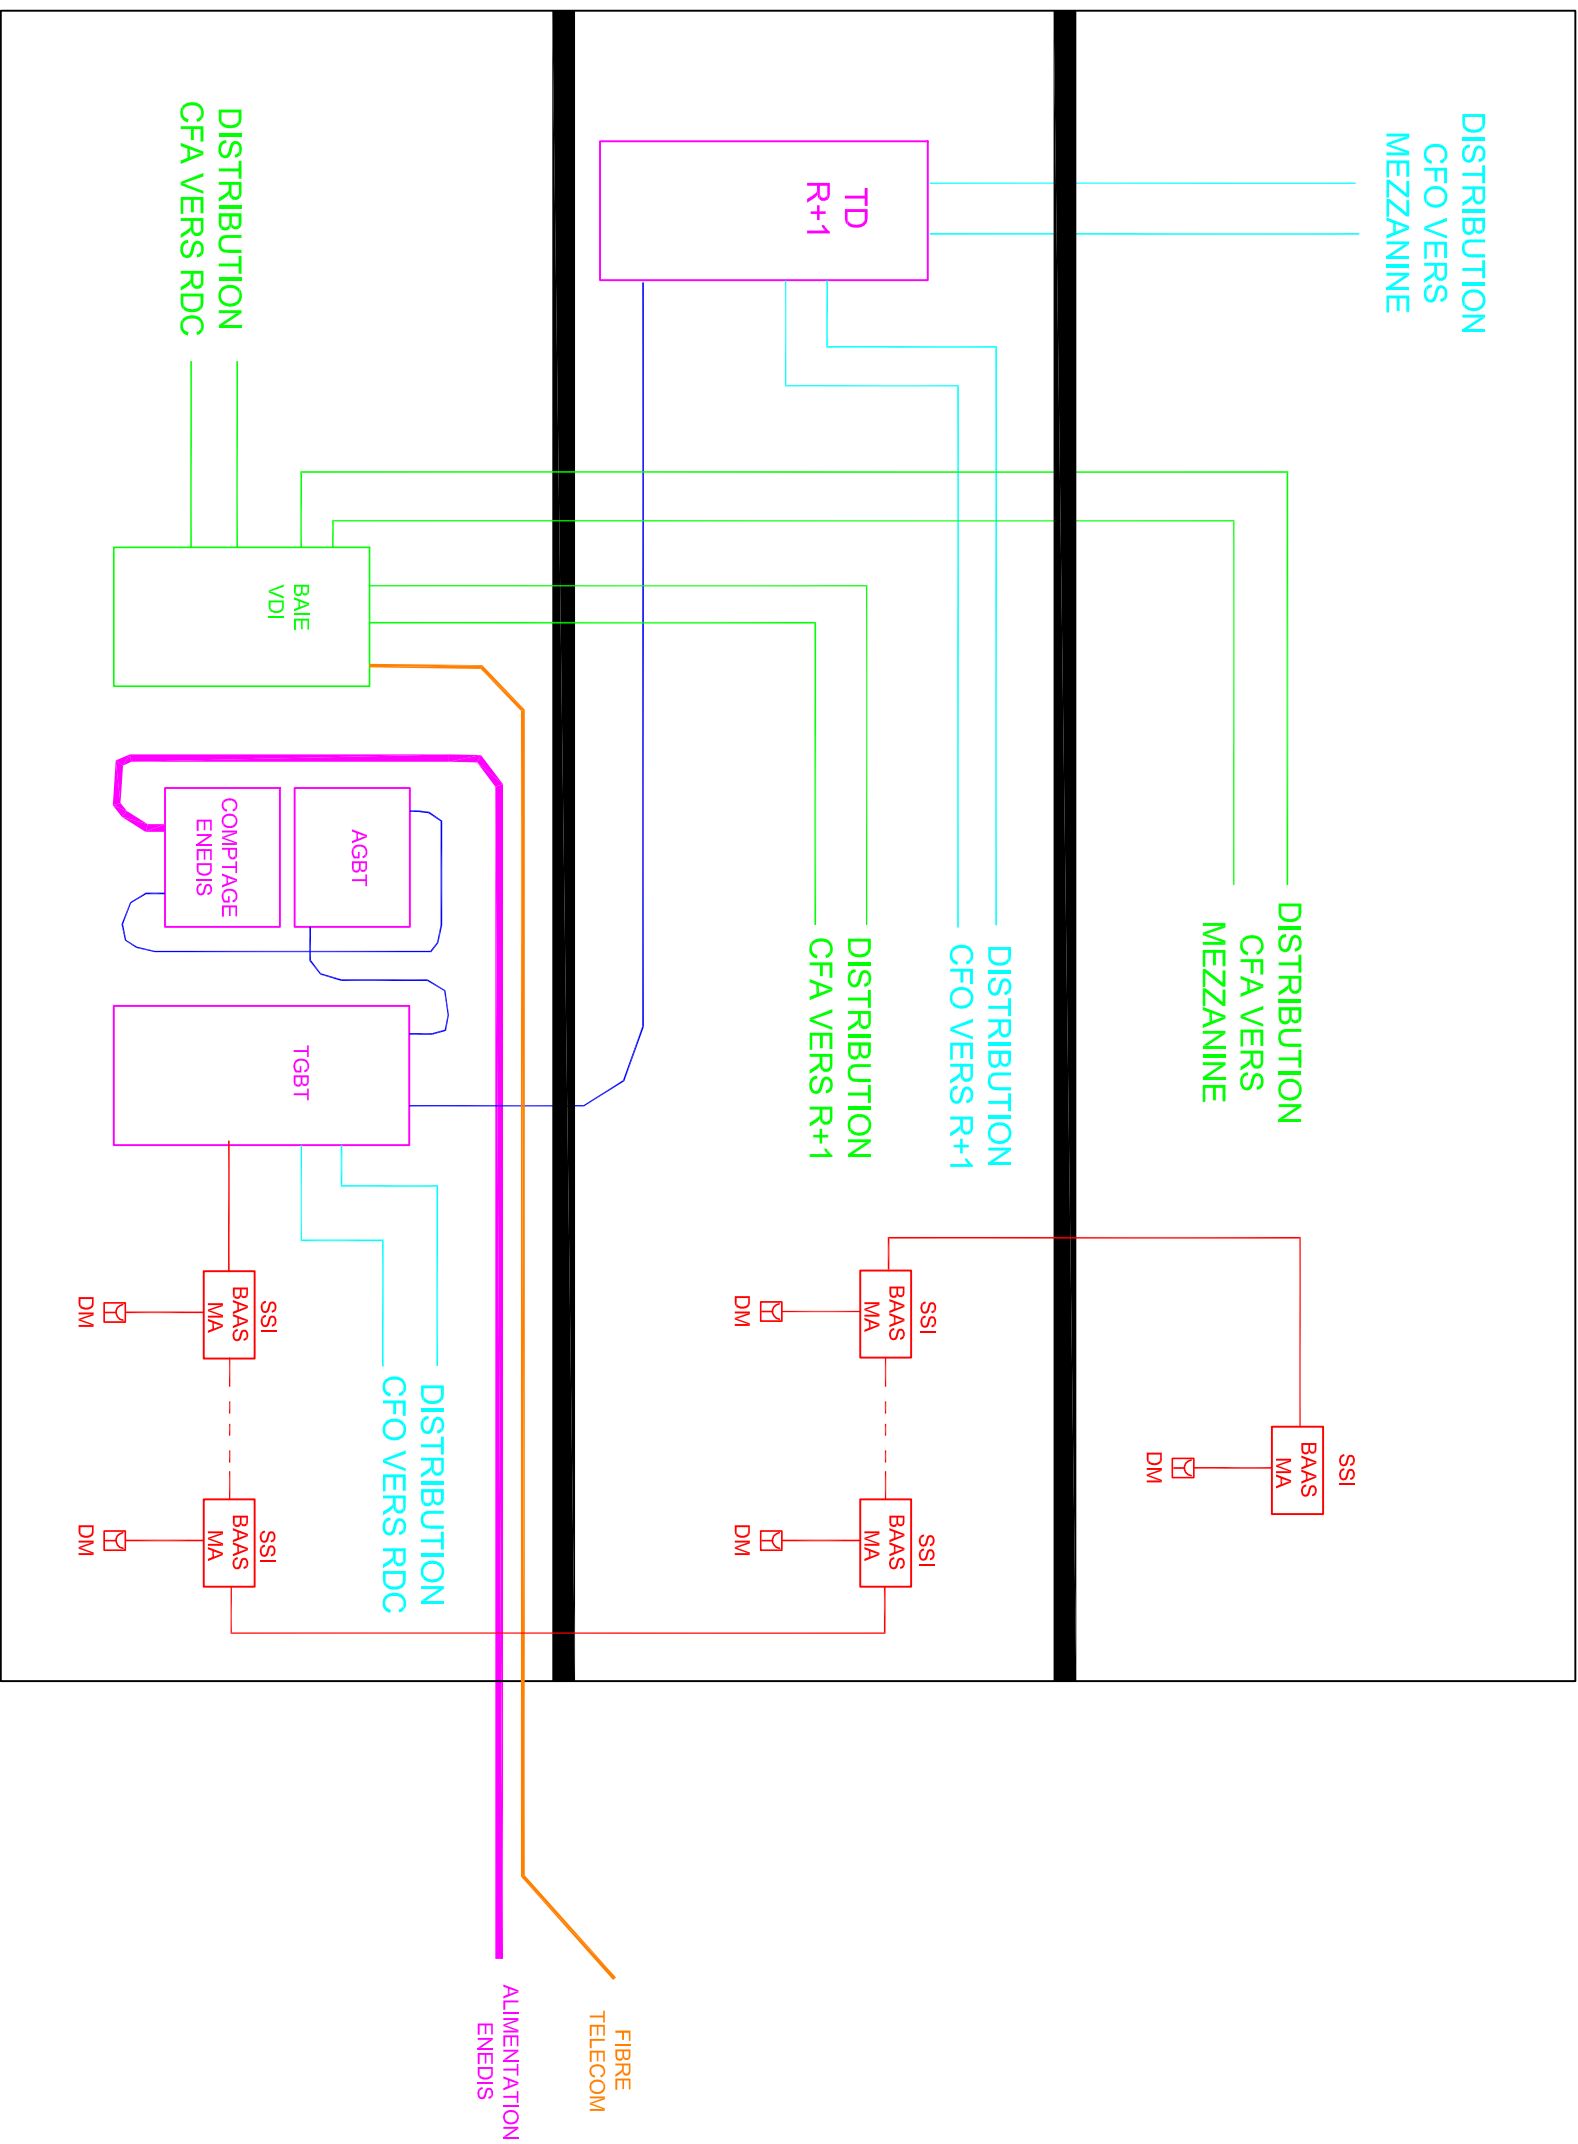 DISTRIBUTION
CFO VERS
MEZZANINE
DISTRIBUTION
CFA VERS
MEZZANINE
SSI
BAAS
MA
DM
TD
R+1
DISTRIBUTION
CFO VERS R+1
DISTRIBUTION
CFA VERS R+1
SSI
BAAS
MA
DM
SSI
BAAS
MA
DM
DISTRIBUTION
CFA VERS RDC
BAIE
VDI
AGBT
COMPTAGE
ENEDIS
TGBT
DISTRIBUTION
CFO VERS RDC
SSI
BAAS
MA
DM
SSI
BAAS
MA
DM
FIBRE
TELECOM
ALIMENTATION
ENEDIS